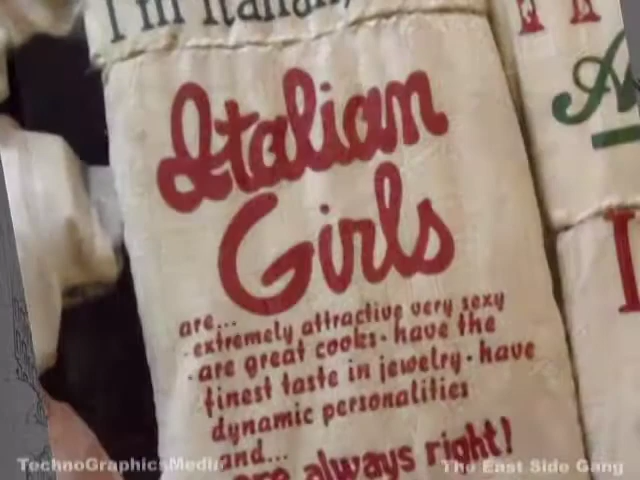 I'm Italian,
Italian
Girls
are...
·extremely attractive very sexy
·are great cooks · have the
finest taste in jewelry · have
dynamic personalities
and...
are always right!
TechnoGraphicsMedia
The East Side Gang